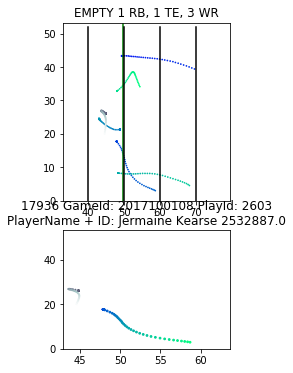 EMPTY 1 RB, 1 TE, 3 WR
50
40
30
20
10
0
40 50 60 70
17936 GameId: 2017100108 PlayId: 2603
PlayerName + ID: Jermaine Kearse 2532887.0
40
20
0
45 50 55 60